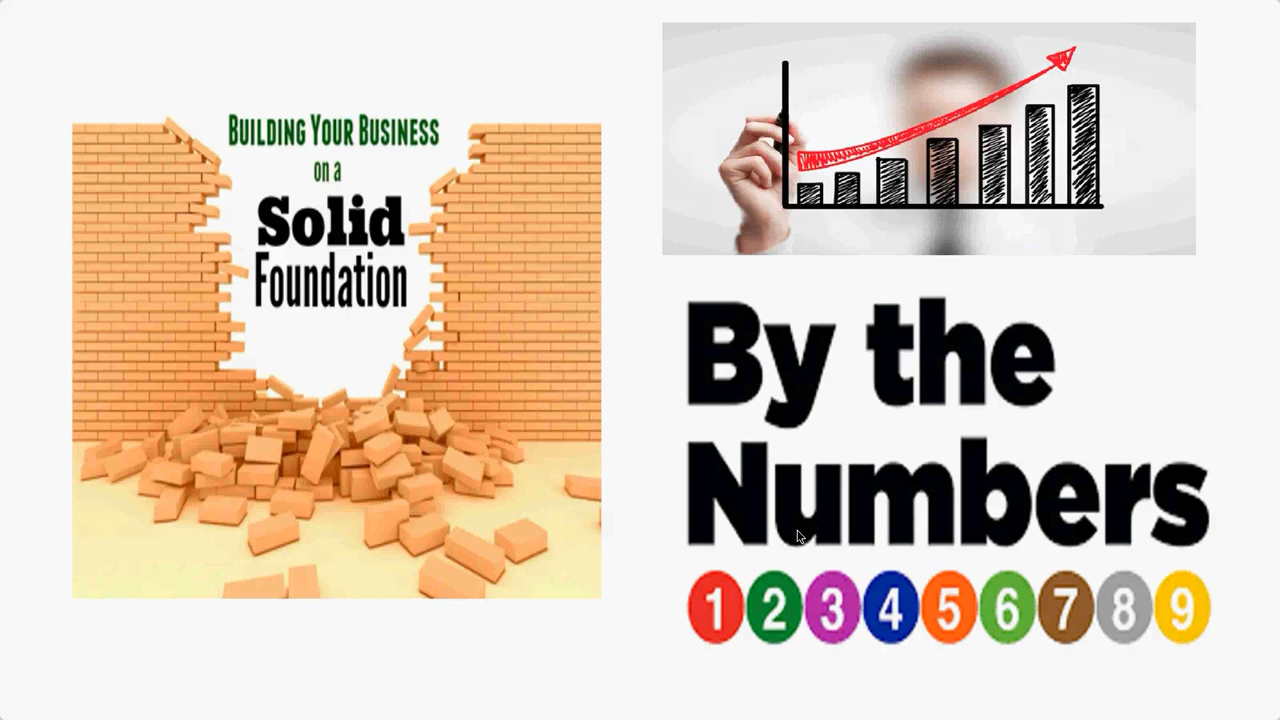 Building Your Business
on a
Solid
Foundation
By the
Numbers
1 2 3 4 5 6 7 8 9